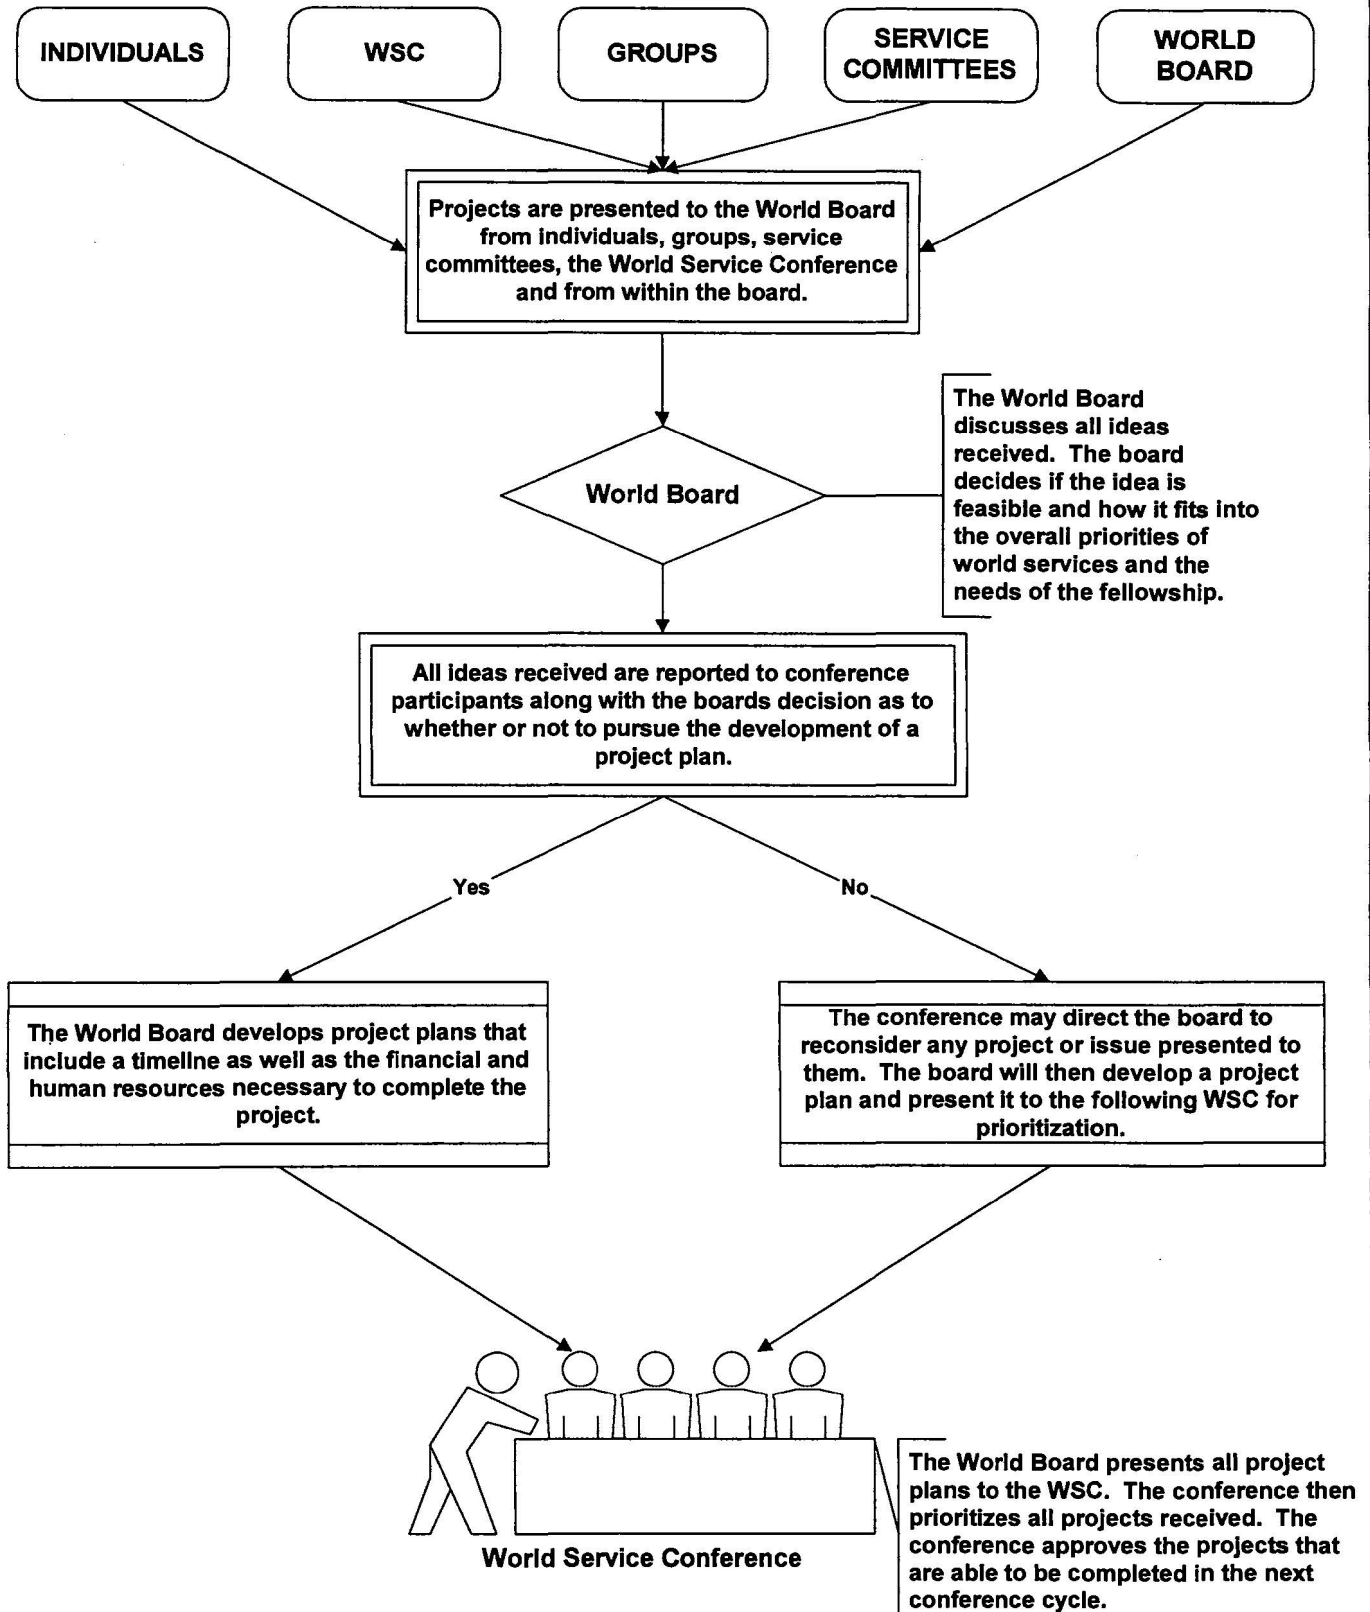 INDIVIDUALS
WSC
GROUPS
SERVICE
COMMITTEES
WORLD
BOARD
Projects are presented to the World Board
from individuals, groups, service
committees, the World Service Conference
and from within the board.
World Board
The World Board
discusses all ideas
received. The board
decides if the idea is
feasible and how it fits into
the overall priorities of
world services and the
needs of the fellowship.
All ideas received are reported to conference
participants along with the boards decision as to
whether or not to pursue the development of a
project plan.
Yes
No
The World Board develops project plans that
include a timeline as well as the financial and
human resources necessary to complete the
project.
The conference may direct the board to
reconsider any project or issue presented to
them. The board will then develop a project
plan and present it to the following WSC for
prioritization.
World Service Conference
The World Board presents all project
plans to the WSC. The conference then
prioritizes all projects received. The
conference approves the projects that
are able to be completed in the next
conference cycle.